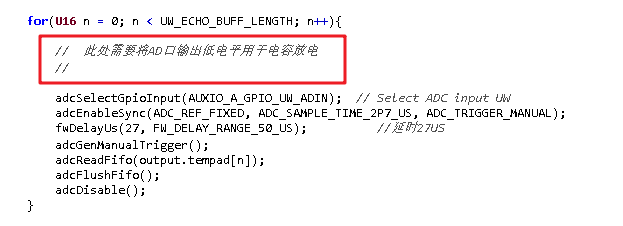 for(U16 n = 0; n < UW_ECHO_BUFF_LENGTH; n++){
// 此处需要将AD口输出低电平用于电容放电
//
adcSelectGpioInput(AUXIO_A_GPIO_UW_ADIN); // Select ADC input UW
adcEnableSync(ADC_REF_FIXED, ADC_SAMPLE_TIME_2P7_US, ADC_TRIGGER_MANUAL);
fwDelayUs(27, FW_DELAY_RANGE_50_US); //延时27US
adcGenManualTrigger();
adcReadFifo(output.tempad[n]);
adcFlushFifo();
adcDisable();
}